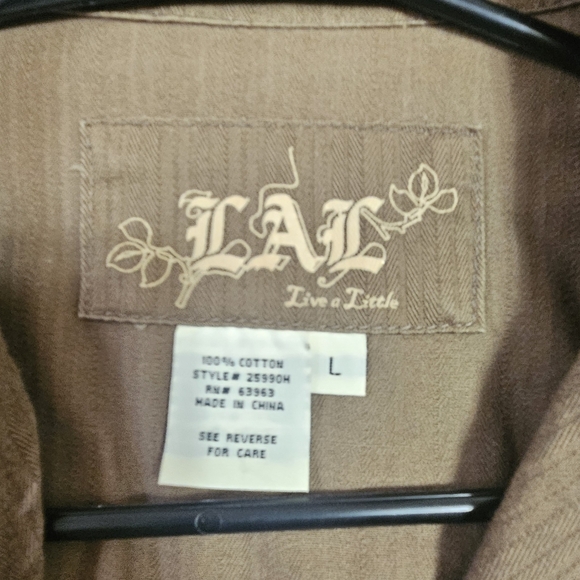 LAL
Live a Little
L
100% COTTON
STYLE# 25990H
RN# 63963
MADE IN CHINA
SEE REVERSE
FOR CARE